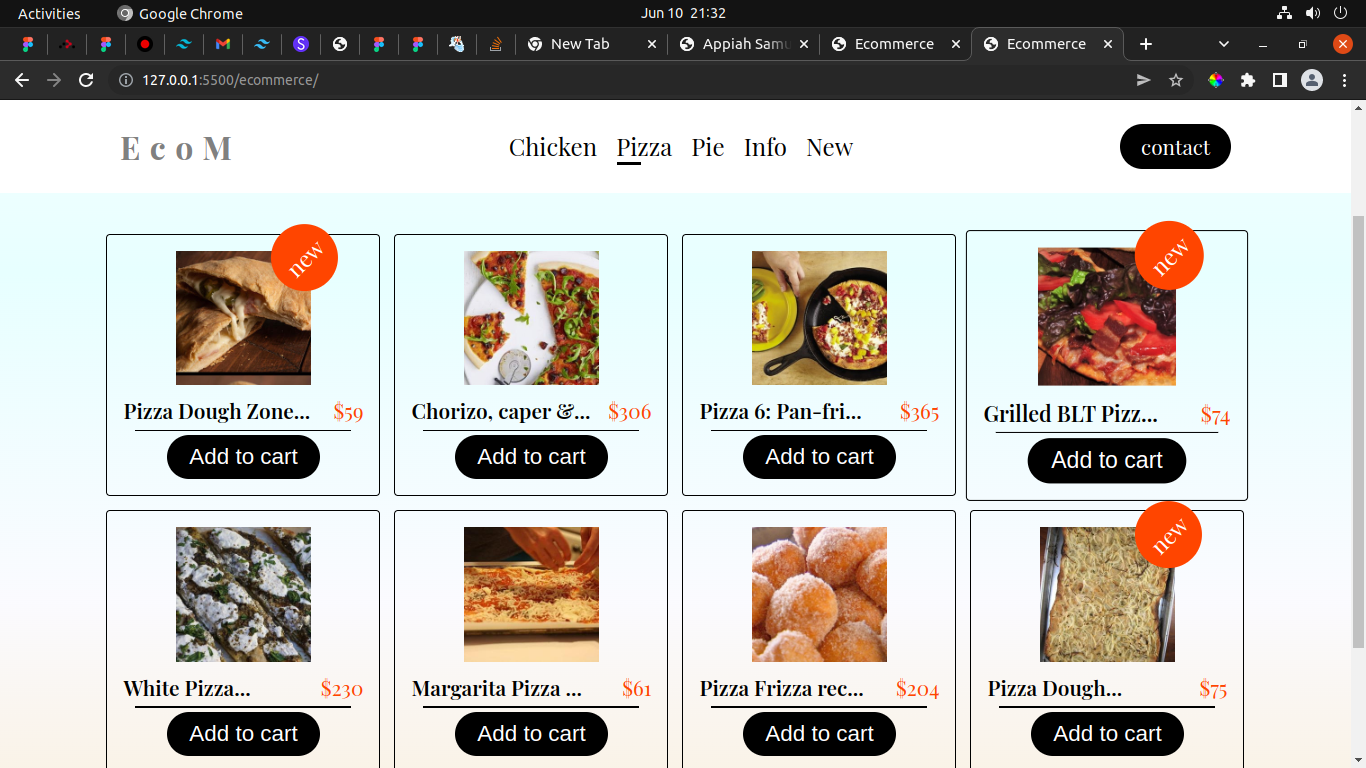 Activities
Google Chrome
Jun 10 21:32
New Tab
Appiah Samu
Ecommerce
Ecommerce
127.0.0.1:5500/ecommerce/
EcoM
Chicken
Pizza
Pie
Info
New
contact
new
new
Pizza Dough Zone... $59
Chorizo, caper &... $306
Pizza 6: Pan-fri... $365
Grilled BLT Pizz... $74
Add to cart
Add to cart
Add to cart
Add to cart
new
White Pizza... $230
Margarita Pizza ... $61
Pizza Frizza rec... $204
Pizza Dough... $75
Add to cart
Add to cart
Add to cart
Add to cart